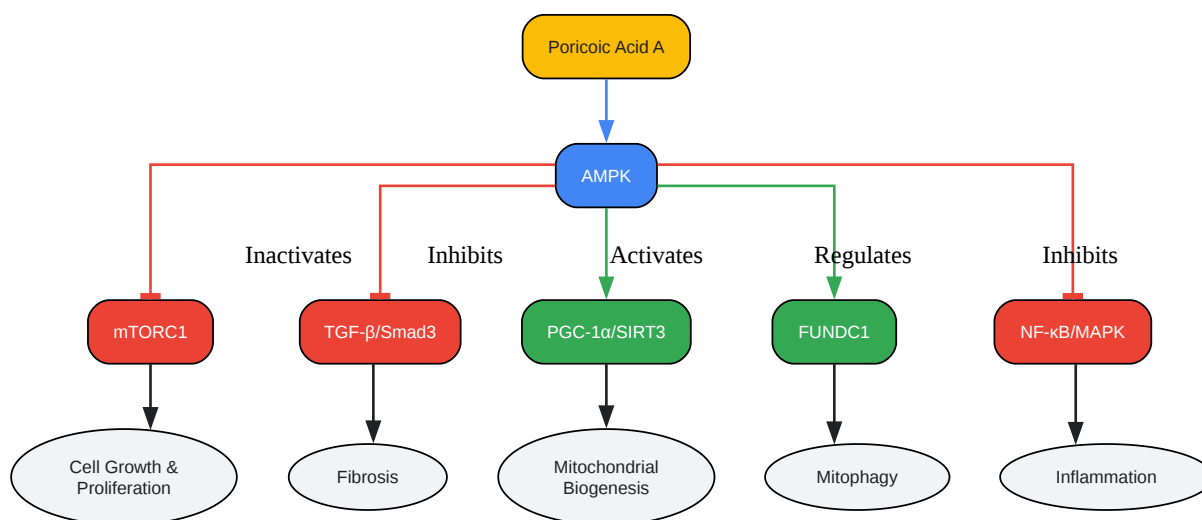 Poricoic Acid A
AMPK
Inactivates
Inhibits
Activates
Regulates
Inhibits
mTORC1
TGF-β/Smad3
PGC-1α/SIRT3
FUNDC1
NF-κB/MAPK
Cell Growth &
Proliferation
Fibrosis
Mitochondrial
Biogenesis
Mitophagy
Inflammation